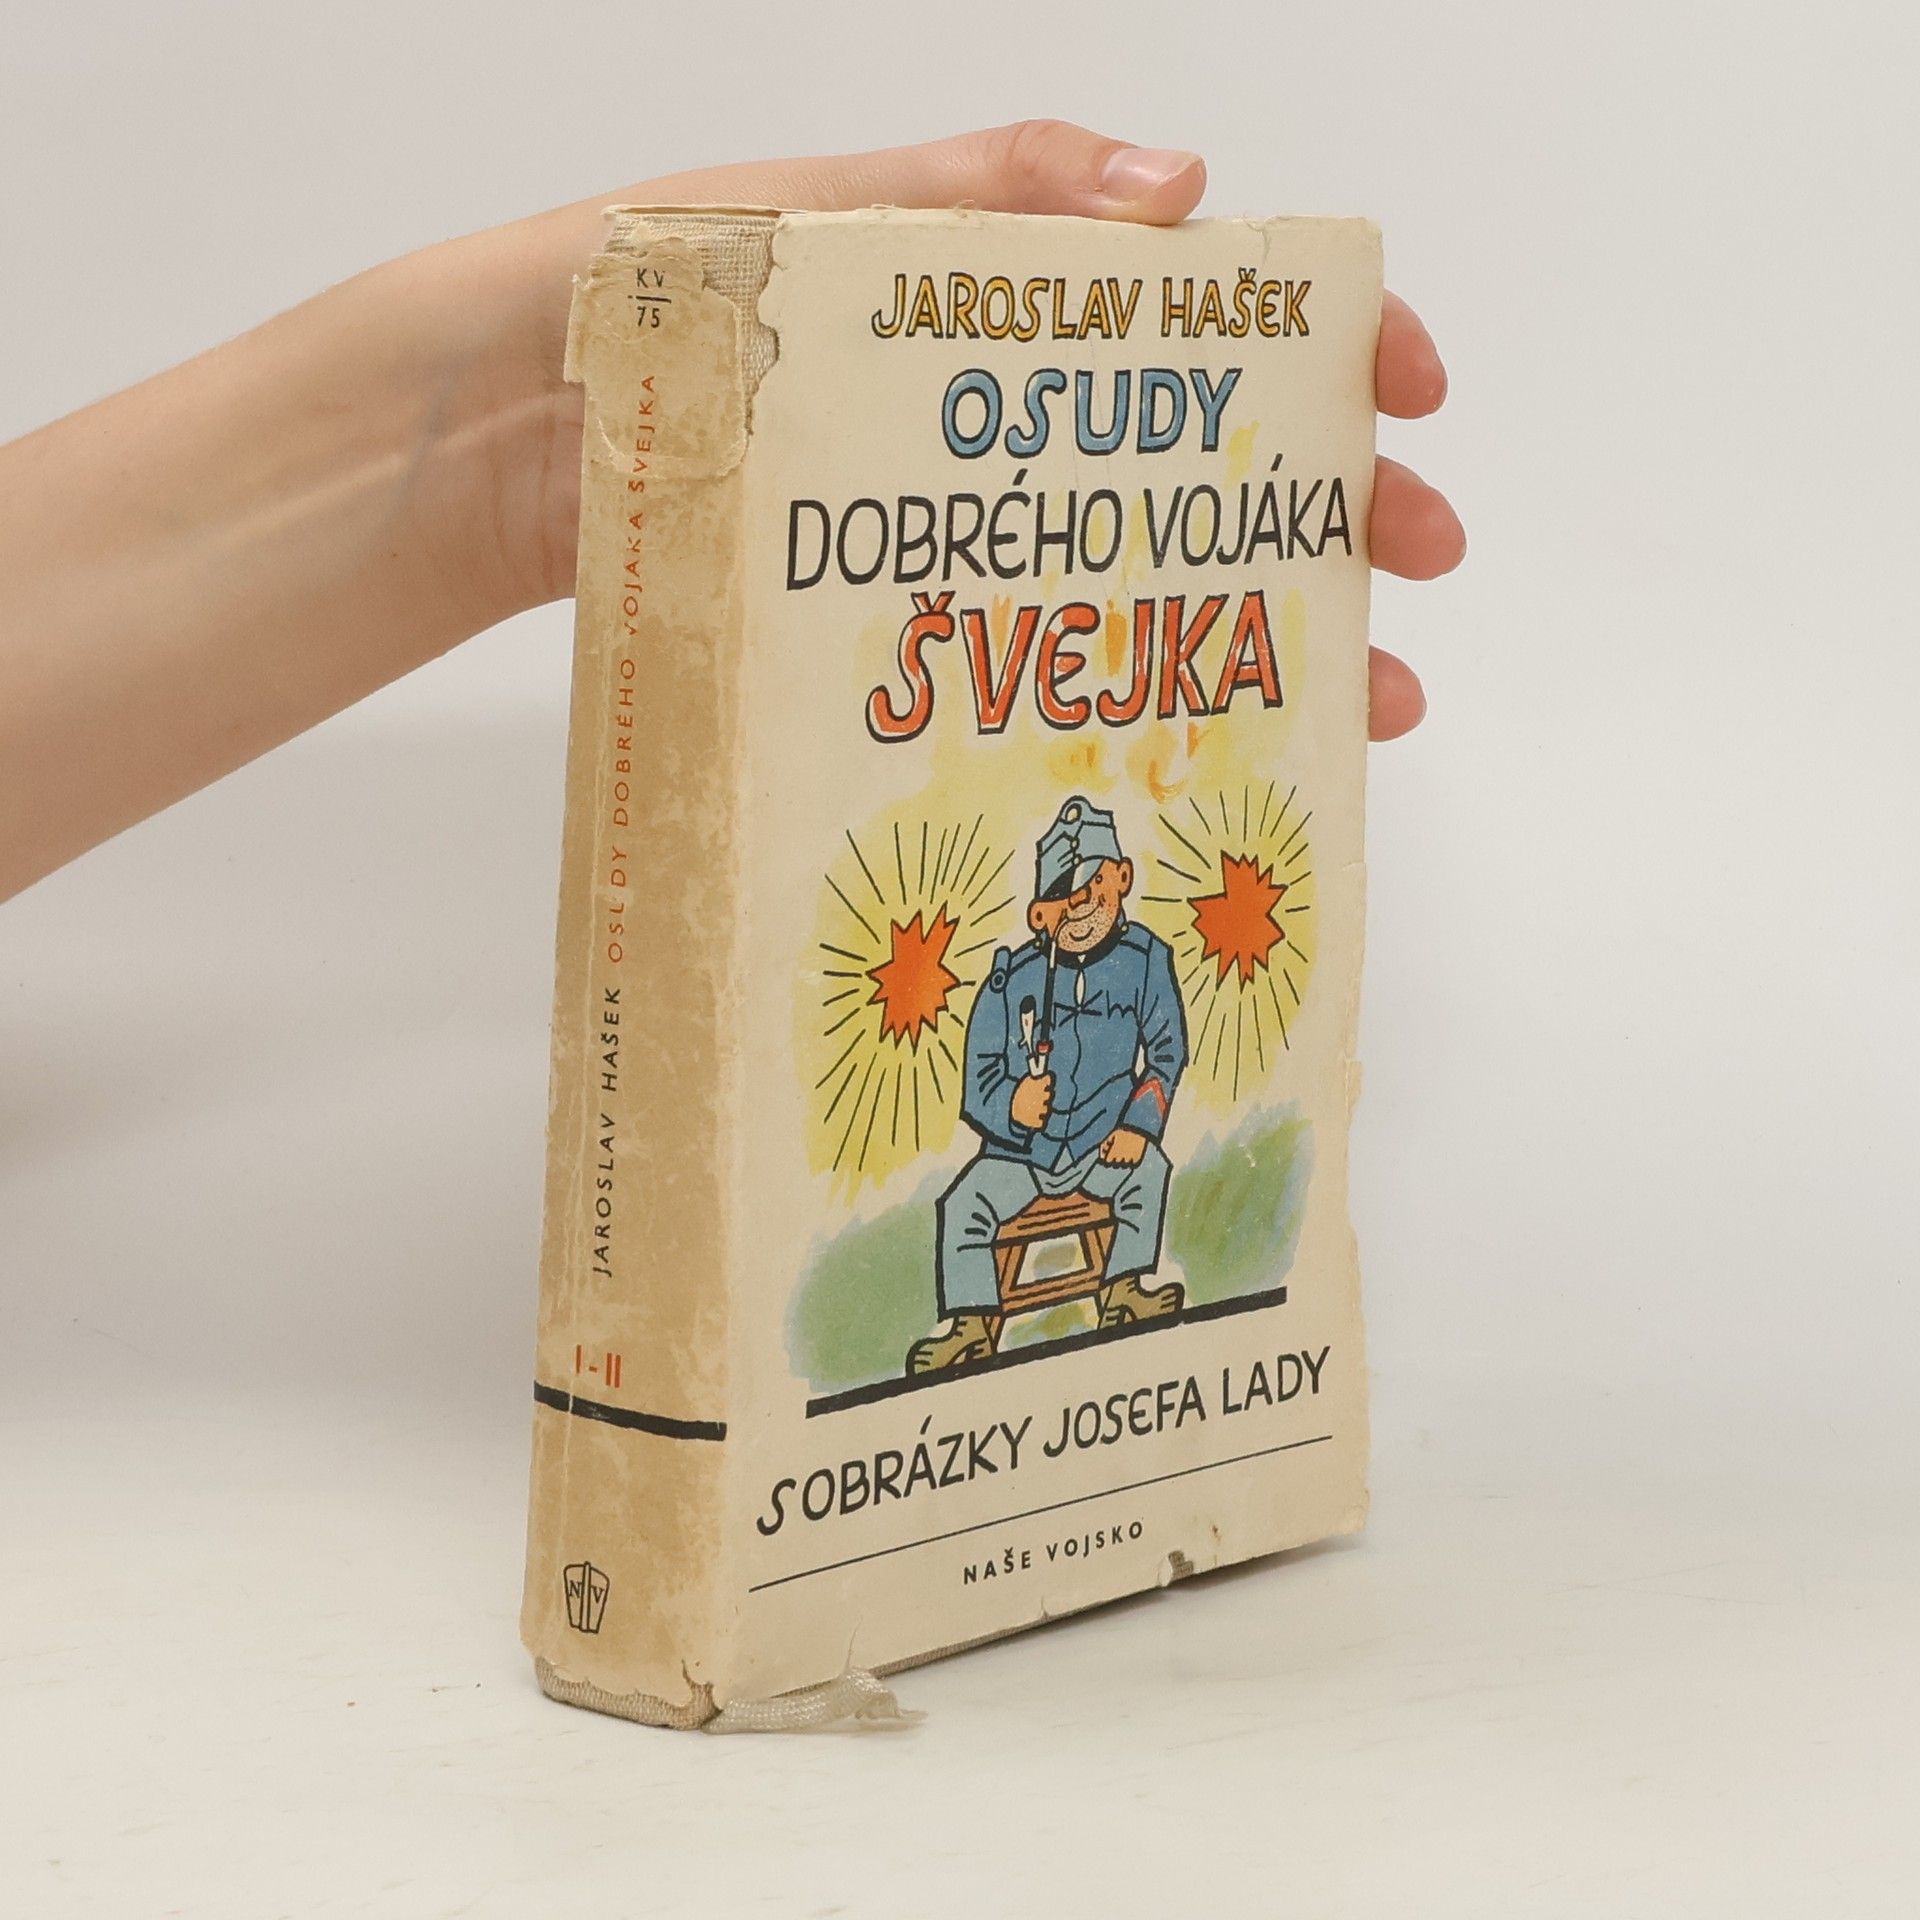 JAROSLAV HAŠEK
OSUDY
DOBRÉHO VOJÁKA
ŠVEJKA
S OBRÁZKY JOSEFA LADY
NAŠE VOJSKO
KV
75
JAROSLAV HAŠEK OSUDY DOBRÉHO VOJÁKA ŠVEJKA
I-II
NV